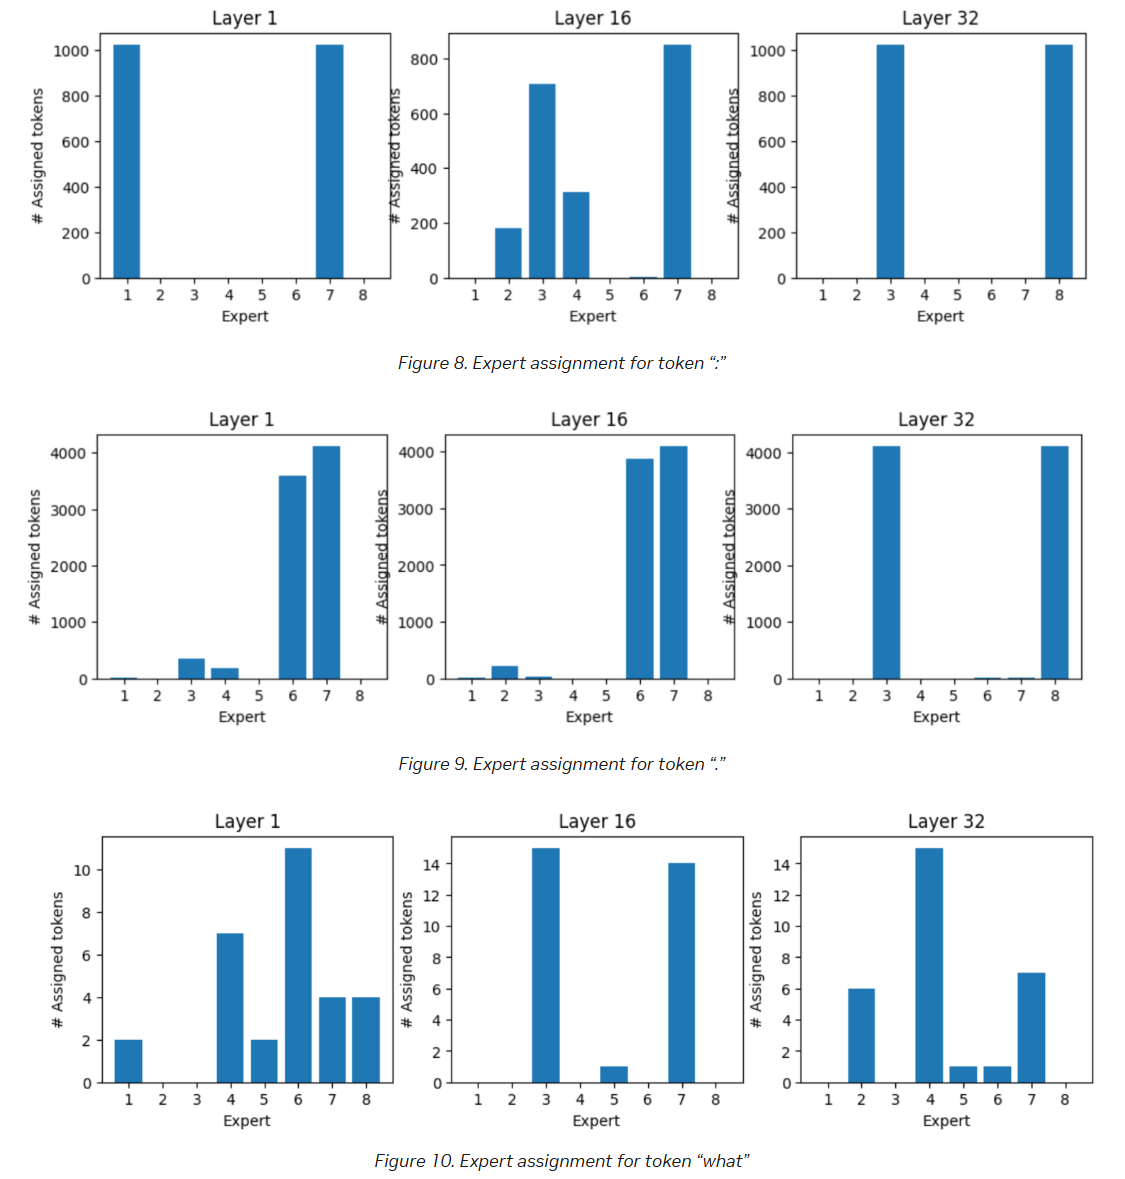 Layer 1 Layer 16 Layer 32
# Assigned tokens
1000
800
600
400
200
0
1 2 3 4 5 6 7 8
Expert
# Assigned tokens
800
600
400
200
0
1 2 3 4 5 6 7 8
Expert
# Assigned tokens
1000
800
600
400
200
0
1 2 3 4 5 6 7 8
Expert
Figure 8. Expert assignment for token “:”
Layer 1 Layer 16 Layer 32
# Assigned tokens
4000
3000
2000
1000
0
1 2 3 4 5 6 7 8
Expert
# Assigned tokens
4000
3000
2000
1000
0
1 2 3 4 5 6 7 8
Expert
# Assigned tokens
4000
3000
2000
1000
0
1 2 3 4 5 6 7 8
Expert
Figure 9. Expert assignment for token “.”
Layer 1 Layer 16 Layer 32
# Assigned tokens
10
8
6
4
2
0
1 2 3 4 5 6 7 8
Expert
# Assigned tokens
14
12
10
8
6
4
2
0
1 2 3 4 5 6 7 8
Expert
# Assigned tokens
14
12
10
8
6
4
2
0
1 2 3 4 5 6 7 8
Expert
Figure 10. Expert assignment for token “what”